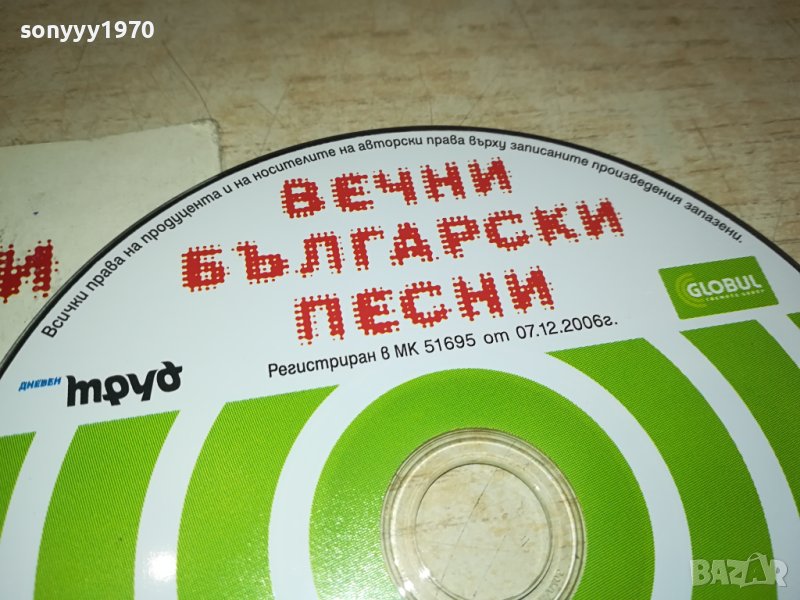 sonyyy1970
Всички права на продуцента и на носителите на авторски права върху записаните произведения запазени.
ВЕЧНИ
БЪЛГАРСКИ
ПЕСНИ
GLOBUL
Регистриран в МК 51695 от 07.12.2006г.
ДНЕВЕН
труд
И
BAZAR